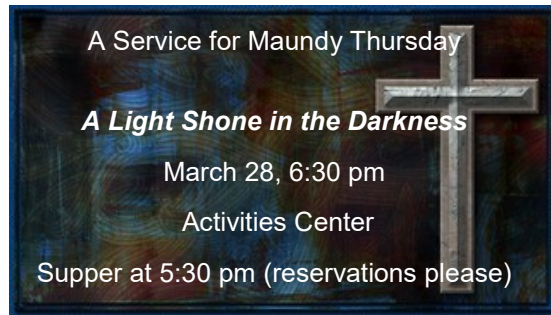 A Service for Maundy Thursday
A Light Shone in the Darkness
March 28, 6:30 pm
Activities Center
Supper at 5:30 pm (reservations please)